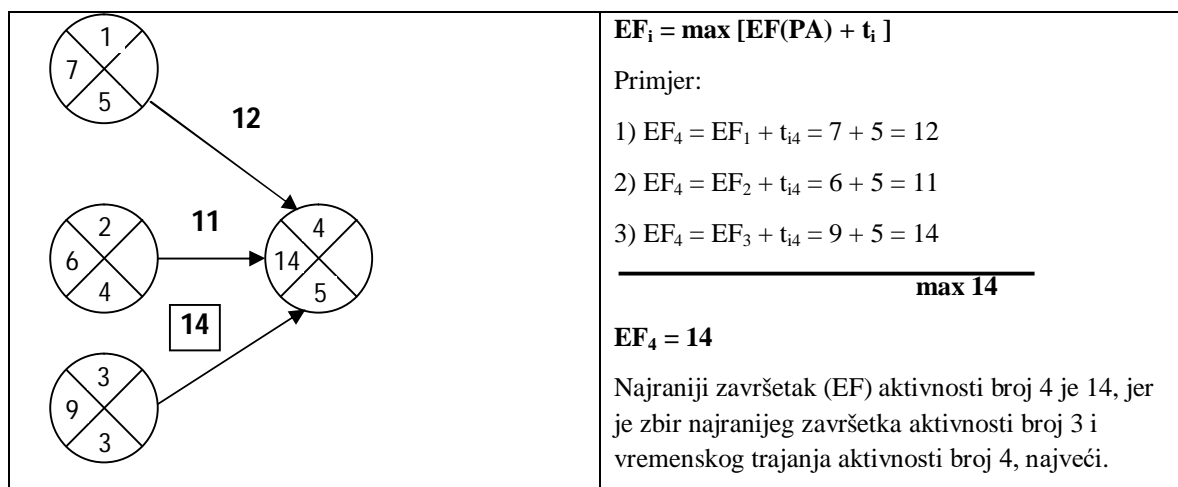 1
7
5
12
2
6
4
11
4
14
5
14
3
9
3
EFi = max [EF(PA) + ti ]
Primjer:
1) EF4 = EF1 + ti4 = 7 + 5 = 12
2) EF4 = EF2 + ti4 = 6 + 5 = 11
3) EF4 = EF3 + ti4 = 9 + 5 = 14
max 14
EF4 = 14
Najraniji završetak (EF) aktivnosti broj 4 je 14, jer
je zbir najranijeg završetka aktivnosti broj 3 i
vremenskog trajanja aktivnosti broj 4, najveći.